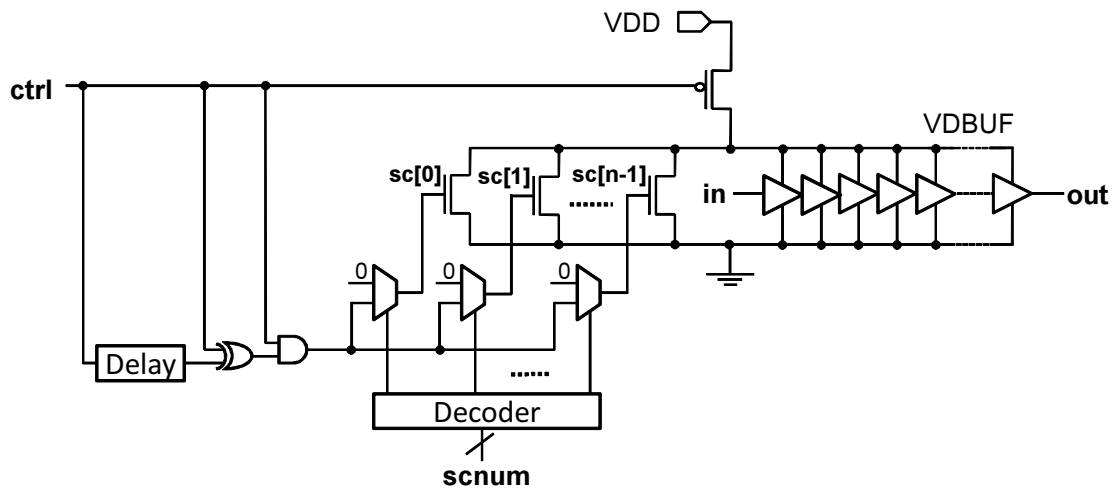 VDD
ctrl
VDBUF
sc[0]
sc[1]
sc[n-1]
in
out
0
0
0
Delay
Decoder
scnum